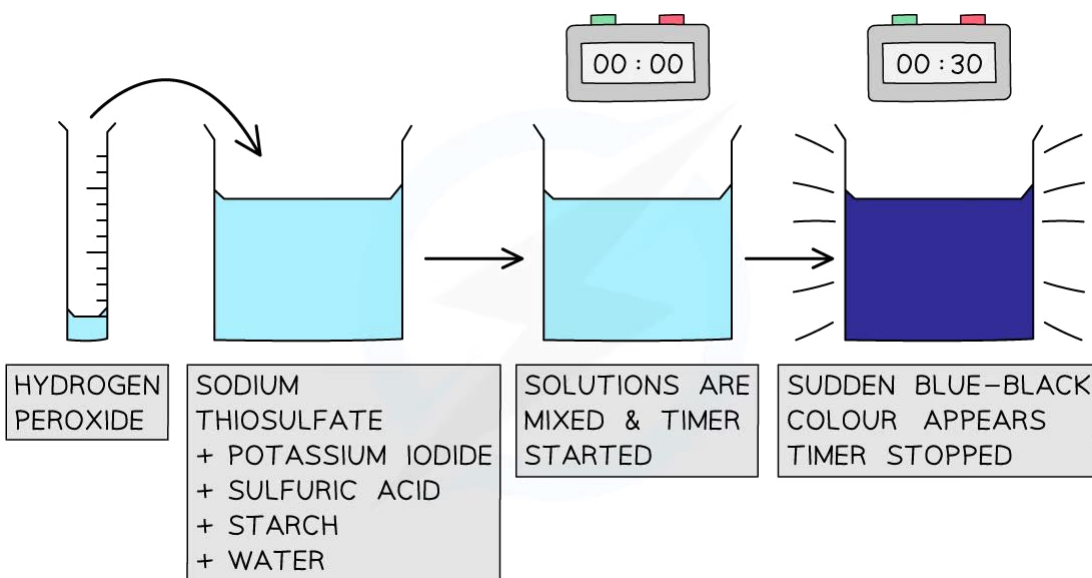 00:00
00:30
HYDROGEN
PEROXIDE
SODIUM
THIOSULFATE
+ POTASSIUM IODIDE
+ SULFURIC ACID
+ STARCH
+ WATER
SOLUTIONS ARE
MIXED & TIMER
STARTED
SUDDEN BLUE-BLACK
COLOUR APPEARS
TIMER STOPPED